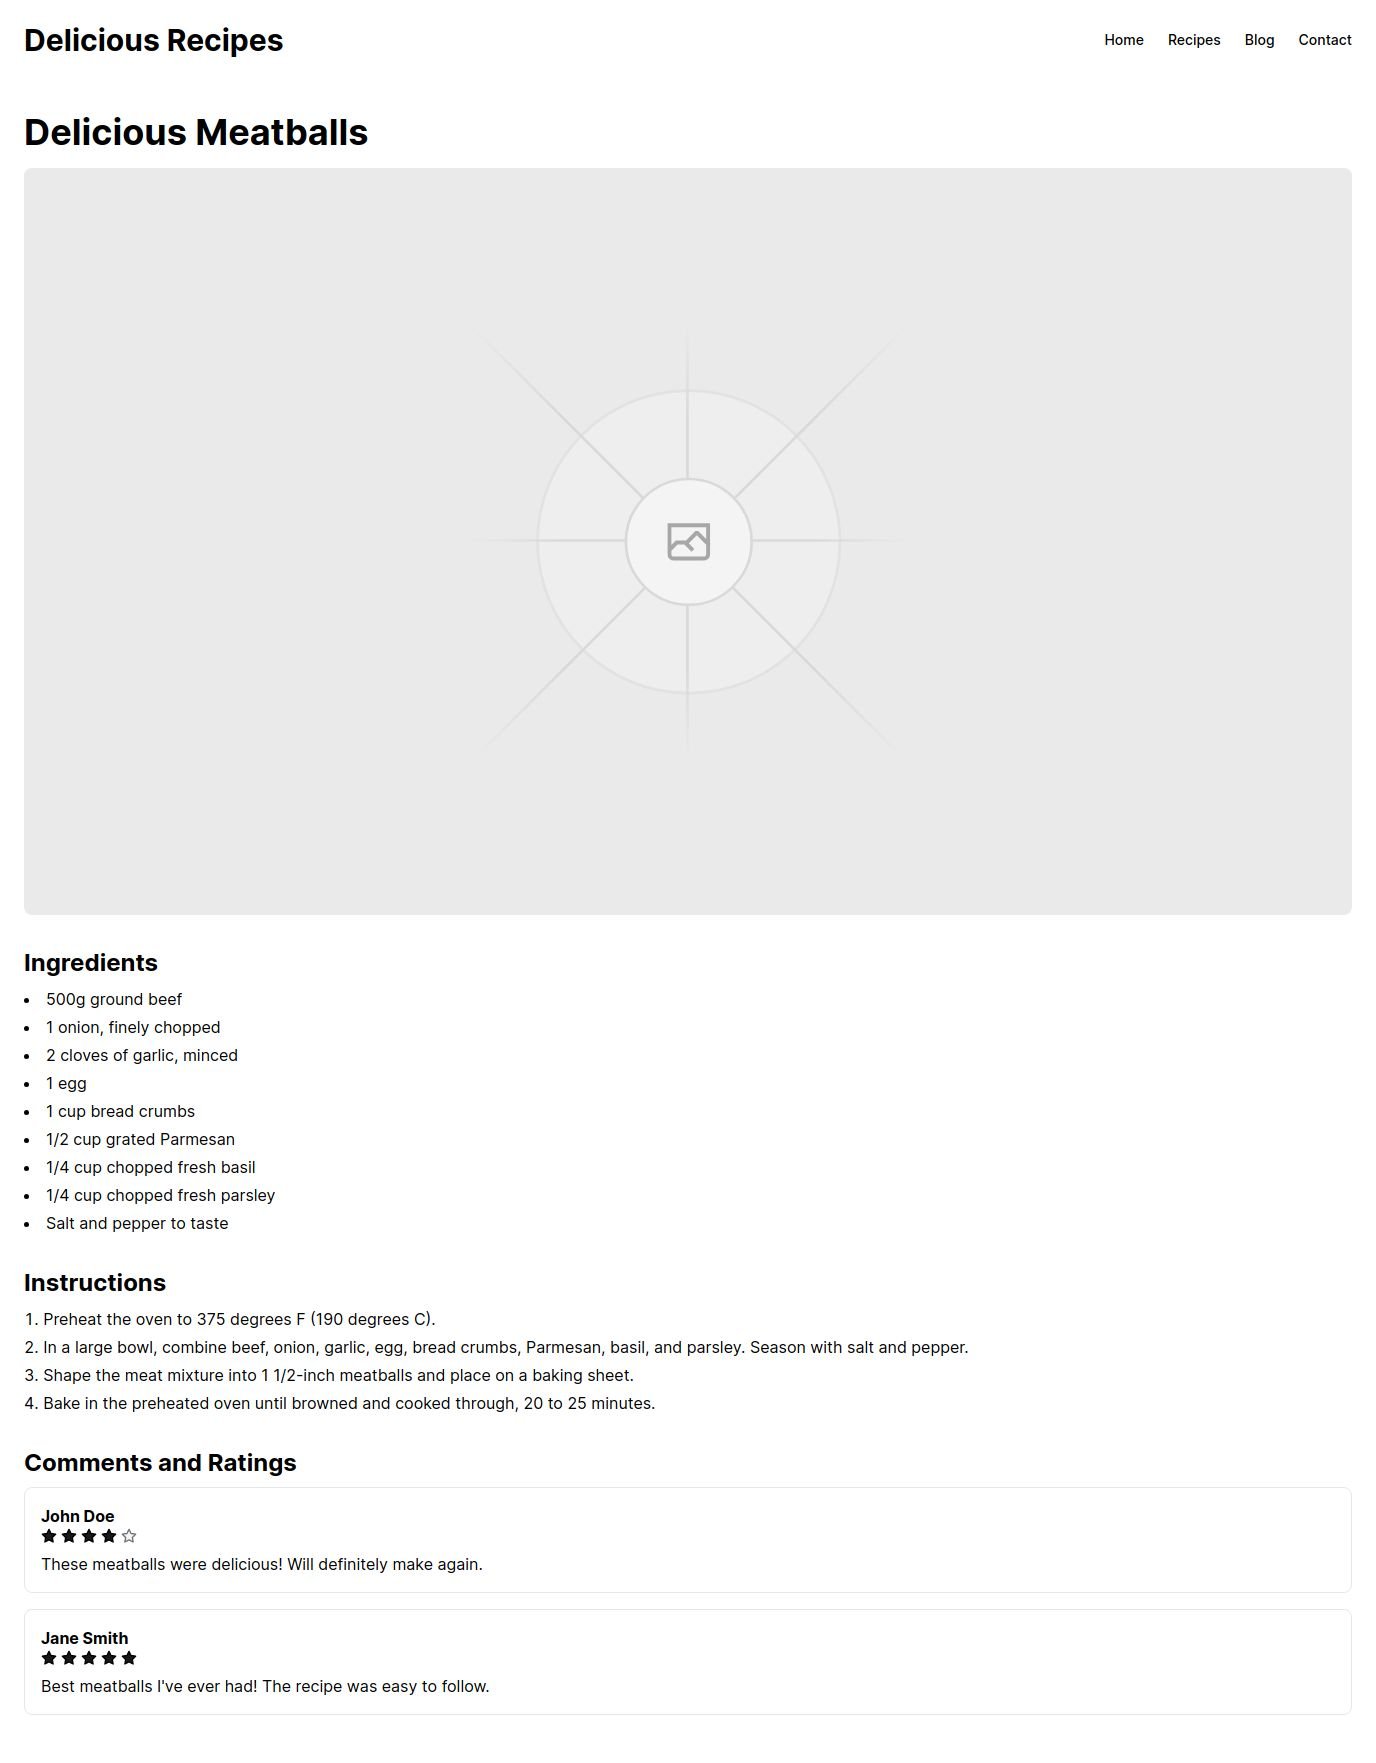 Delicious Recipes
Home Recipes Blog Contact
Delicious Meatballs
Ingredients
• 500g ground beef
• 1 onion, finely chopped
• 2 cloves of garlic, minced
• 1 egg
• 1 cup bread crumbs
• 1/2 cup grated Parmesan
• 1/4 cup chopped fresh basil
• 1/4 cup chopped fresh parsley
• Salt and pepper to taste
Instructions
1. Preheat the oven to 375 degrees F (190 degrees C).
2. In a large bowl, combine beef, onion, garlic, egg, bread crumbs, Parmesan, basil, and parsley. Season with salt and pepper.
3. Shape the meat mixture into 1 1/2-inch meatballs and place on a baking sheet.
4. Bake in the preheated oven until browned and cooked through, 20 to 25 minutes.
Comments and Ratings
John Doe
These meatballs were delicious! Will definitely make again.
Jane Smith
Best meatballs I've ever had! The recipe was easy to follow.